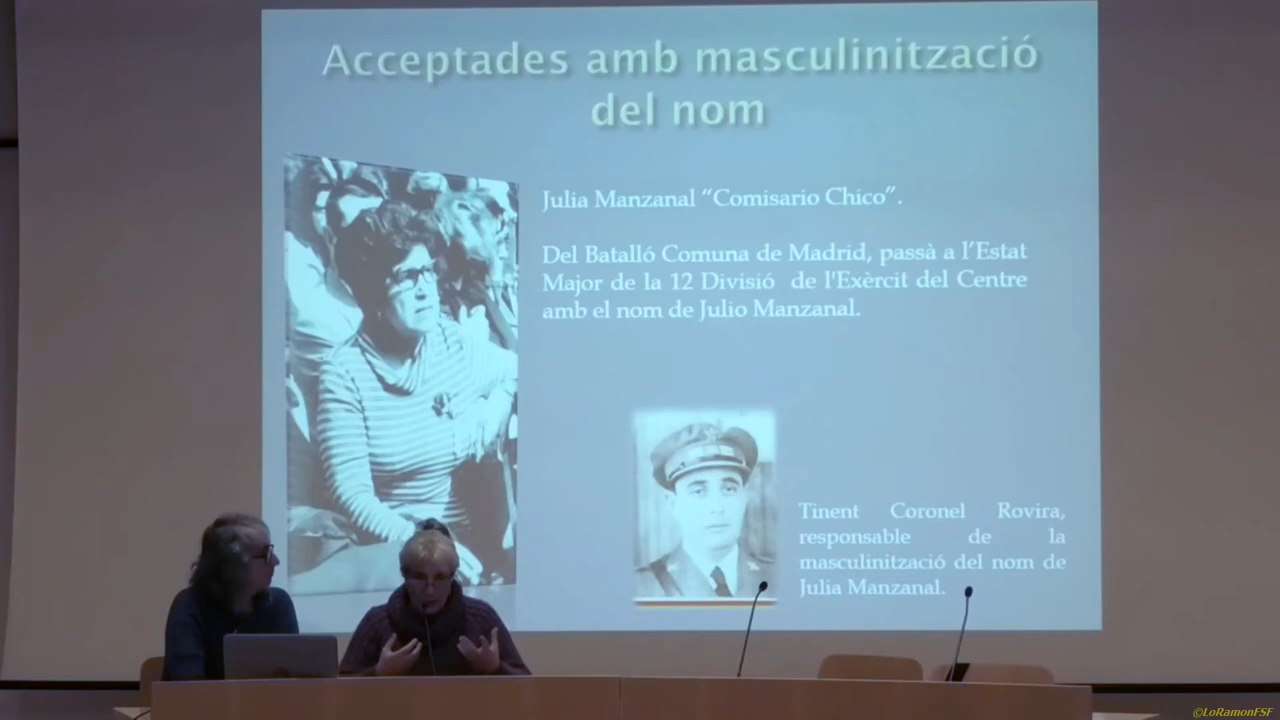 Acceptades amb masculinització
del nom
Julia Manzanal “Comisario Chico”.
Del Batalló Comuna de Madrid, passà a l’Estat
Major de la 12 Divisió de l'Exèrcit del Centre
amb el nom de Julio Manzanal.
Tinent Coronel Rovira,
responsable de la
masculinització del nom de
Julia Manzanal.
©LoRamonFSF